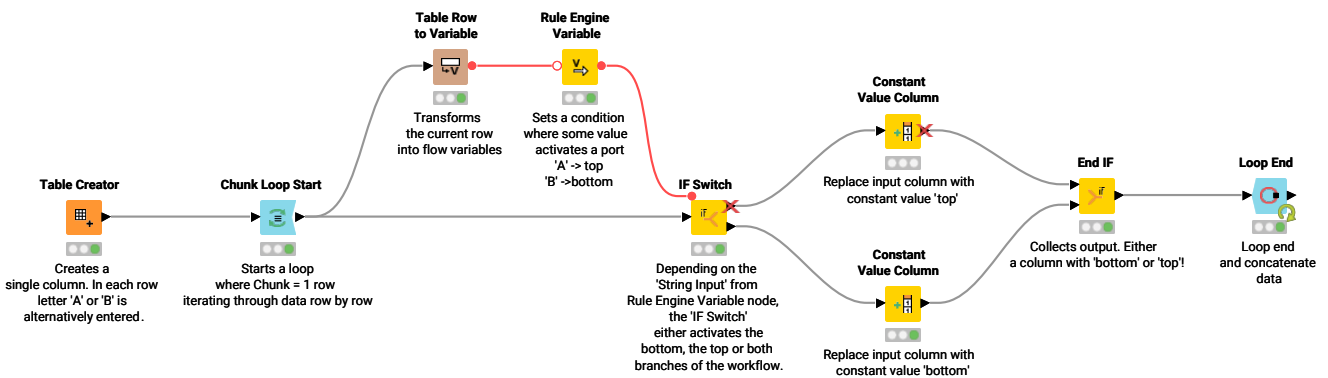 Table Row
to Variable
Transforms
the current row
into flow variables
Rule Engine
Variable
Sets a condition
where some value
activates a port
'A' -> top
'B' ->bottom
Table Creator
Creates a
single column. In each row
letter 'A' or 'B' is
alternatively entered.
Chunk Loop Start
Starts a loop
where Chunk = 1 row
iterating through data row by row
IF Switch
Depending on the
'String Input' from
Rule Engine Variable node,
the 'IF Switch'
either activates the
bottom, the top or both
branches of the workflow.
Constant
Value Column
Replace input column with
constant value 'top'
Constant
Value Column
Replace input column with
constant value 'bottom'
End IF
Collects output. Either
a column with 'bottom' or 'top'!
Loop End
Loop end
and concatenate
data